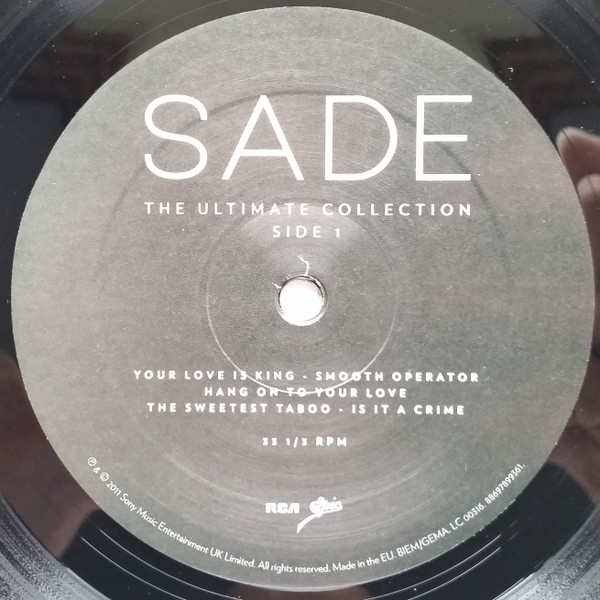 SADE
THE ULTIMATE COLLECTION
SIDE 1
YOUR LOVE IS KING - SMOOTH OPERATOR
HANG ON TO YOUR LOVE
THE SWEETEST TABOO - IS IT A CRIME
33 1/3 RPM
RCA Epic
℗ & © 2011 Sony Music Entertainment UK Limited. All rights reserved. Made in the EU. BIEM/GEMA. LC 00316. 88697899361.